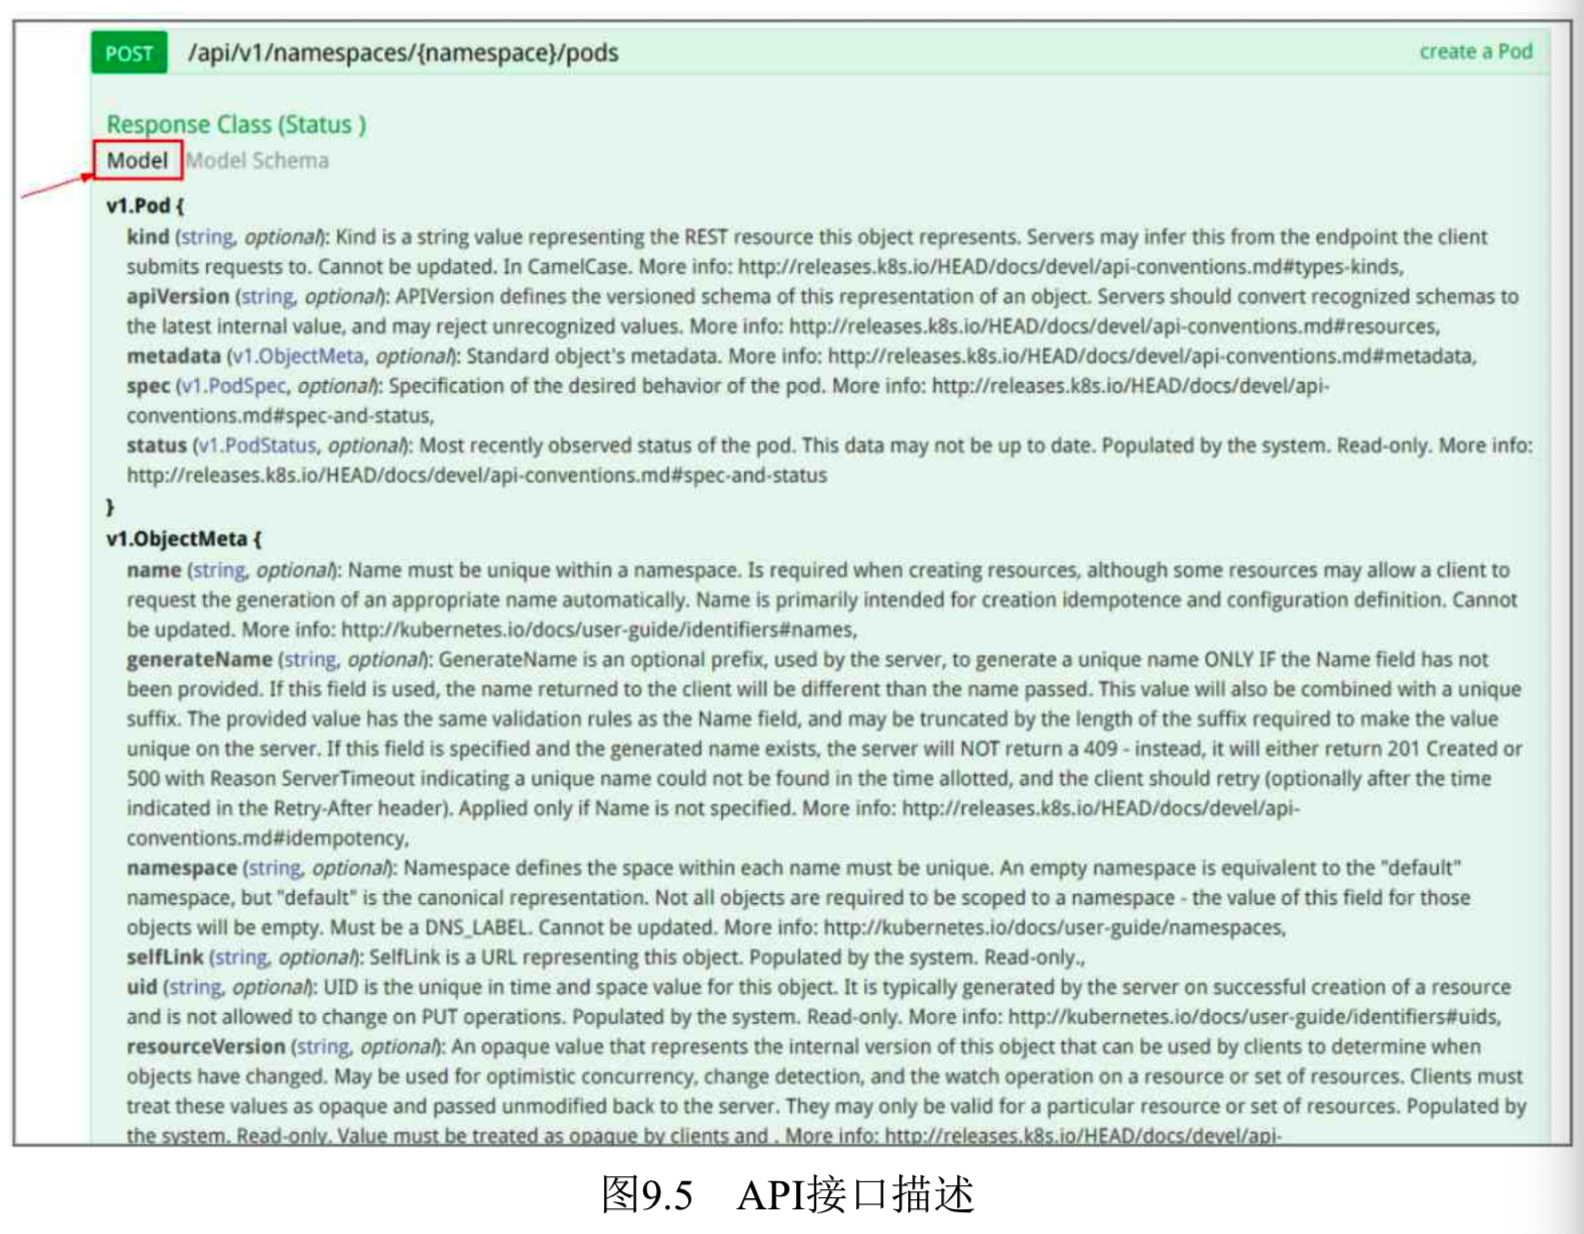 POST /api/v1/namespaces/{namespace}/pods create a Pod
Response Class (Status )
Model Model Schema
v1.Pod {
kind (string, optional): Kind is a string value representing the REST resource this object represents. Servers may infer this from the endpoint the client
submits requests to. Cannot be updated. In CamelCase. More info: http://releases.k8s.io/HEAD/docs/devel/api-conventions.md#types-kinds,
apiVersion (string, optional): APIVersion defines the versioned schema of this representation of an object. Servers should convert recognized schemas to
the latest internal value, and may reject unrecognized values. More info: http://releases.k8s.io/HEAD/docs/devel/api-conventions.md#resources,
metadata (v1.ObjectMeta, optional): Standard object's metadata. More info: http://releases.k8s.io/HEAD/docs/devel/api-conventions.md#metadata,
spec (v1.PodSpec, optional): Specification of the desired behavior of the pod. More info: http://releases.k8s.io/HEAD/docs/devel/api-
conventions.md#spec-and-status,
status (v1.PodStatus, optional): Most recently observed status of the pod. This data may not be up to date. Populated by the system. Read-only. More info:
http://releases.k8s.io/HEAD/docs/devel/api-conventions.md#spec-and-status
}
v1.ObjectMeta {
name (string, optional): Name must be unique within a namespace. Is required when creating resources, although some resources may allow a client to
request the generation of an appropriate name automatically. Name is primarily intended for creation idempotence and configuration definition. Cannot
be updated. More info: http://kubernetes.io/docs/user-guide/identifiers#names,
generateName (string, optional): GenerateName is an optional prefix, used by the server, to generate a unique name ONLY IF the Name field has not
been provided. If this field is used, the name returned to the client will be different than the name passed. This value will also be combined with a unique
suffix. The provided value has the same validation rules as the Name field, and may be truncated by the length of the suffix required to make the value
unique on the server. If this field is specified and the generated name exists, the server will NOT return a 409 - instead, it will either return 201 Created or
500 with Reason ServerTimeout indicating a unique name could not be found in the time allotted, and the client should retry (optionally after the time
indicated in the Retry-After header). Applied only if Name is not specified. More info: http://releases.k8s.io/HEAD/docs/devel/api-
conventions.md#idempotency,
namespace (string, optional): Namespace defines the space within each name must be unique. An empty namespace is equivalent to the "default"
namespace, but "default" is the canonical representation. Not all objects are required to be scoped to a namespace - the value of this field for those
objects will be empty. Must be a DNS_LABEL. Cannot be updated. More info: http://kubernetes.io/docs/user-guide/namespaces,
selfLink (string, optional): SelfLink is a URL representing this object. Populated by the system. Read-only.,
uid (string, optional): UID is the unique in time and space value for this object. It is typically generated by the server on successful creation of a resource
and is not allowed to change on PUT operations. Populated by the system. Read-only. More info: http://kubernetes.io/docs/user-guide/identifiers#uids,
resourceVersion (string, optional): An opaque value that represents the internal version of this object that can be used by clients to determine when
objects have changed. May be used for optimistic concurrency, change detection, and the watch operation on a resource or set of resources. Clients must
treat these values as opaque and passed unmodified back to the server. They may only be valid for a particular resource or set of resources. Populated by
the system. Read-only. Value must be treated as opaque by clients and . More info: http://releases.k8s.io/HEAD/docs/devel/api-
图9.5 API接口描述